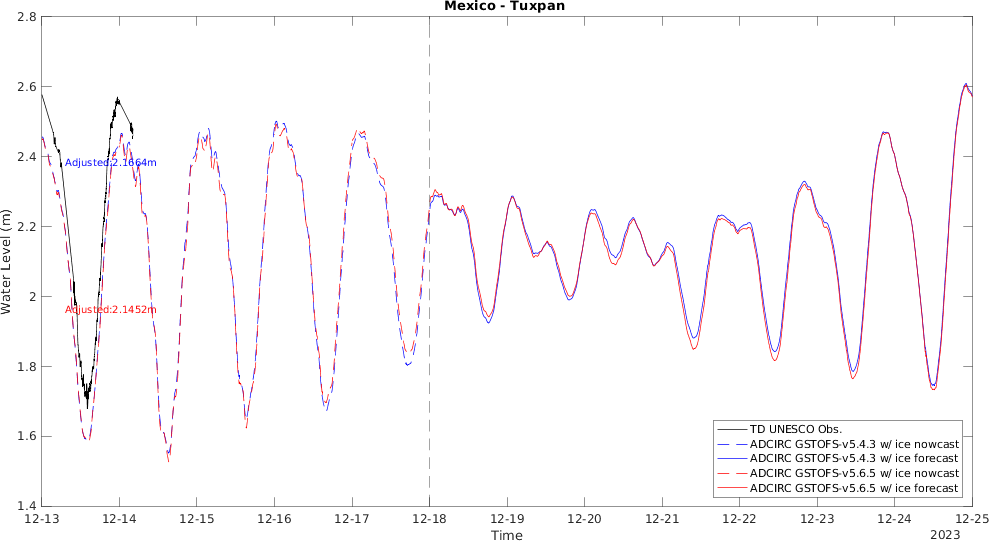 Mexico - Tuxpan
Water Level (m)
2.8
2.6
2.4
2.2
2
1.8
1.6
1.4
Adjusted:2.1664m
Adjusted:2.1452m
TD UNESCO Obs.
ADCIRC GSTOFS-v5.4.3 w/ ice nowcast
ADCIRC GSTOFS-v5.4.3 w/ ice forecast
ADCIRC GSTOFS-v5.6.5 w/ ice nowcast
ADCIRC GSTOFS-v5.6.5 w/ ice forecast
12-13 12-14 12-15 12-16 12-17 12-18 12-19 12-20 12-21 12-22 12-23 12-24 12-25
Time
2023